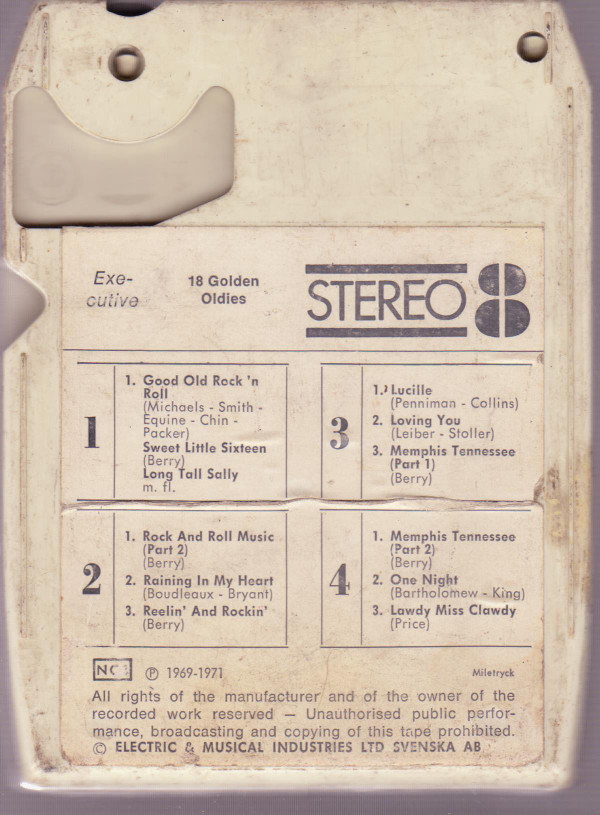 Exe-
cutive
18 Golden
Oldies
STEREO 8
1
1. Good Old Rock 'n
Roll
(Michaels - Smith -
Equine - Chin -
Packer)
Sweet Little Sixteen
(Berry)
Long Tall Sally
m. fl.
2
1. Rock And Roll Music
(Part 2)
(Berry)
2. Raining In My Heart
(Boudleaux - Bryant)
3. Reelin' And Rockin'
(Berry)
3
1. Lucille
(Penniman - Collins)
2. Loving You
(Leiber - Stoller)
3. Memphis Tennessee
(Part 1)
(Berry)
4
1. Memphis Tennessee
(Part 2)
(Berry)
2. One Night
(Bartholomew - King)
3. Lawdy Miss Clawdy
(Price)
NCB ℗ 1969-1971
Miletryck
All rights of the manufacturer and of the owner of the
recorded work reserved — Unauthorised public perfor-
mance, broadcasting and copying of this tape prohibited.
© ELECTRIC & MUSICAL INDUSTRIES LTD SVENSKA AB